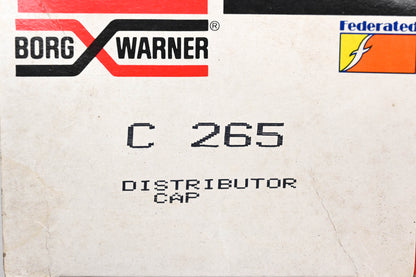 BORG WARNER®
Federated
C 265
DISTRIBUTOR
CAP